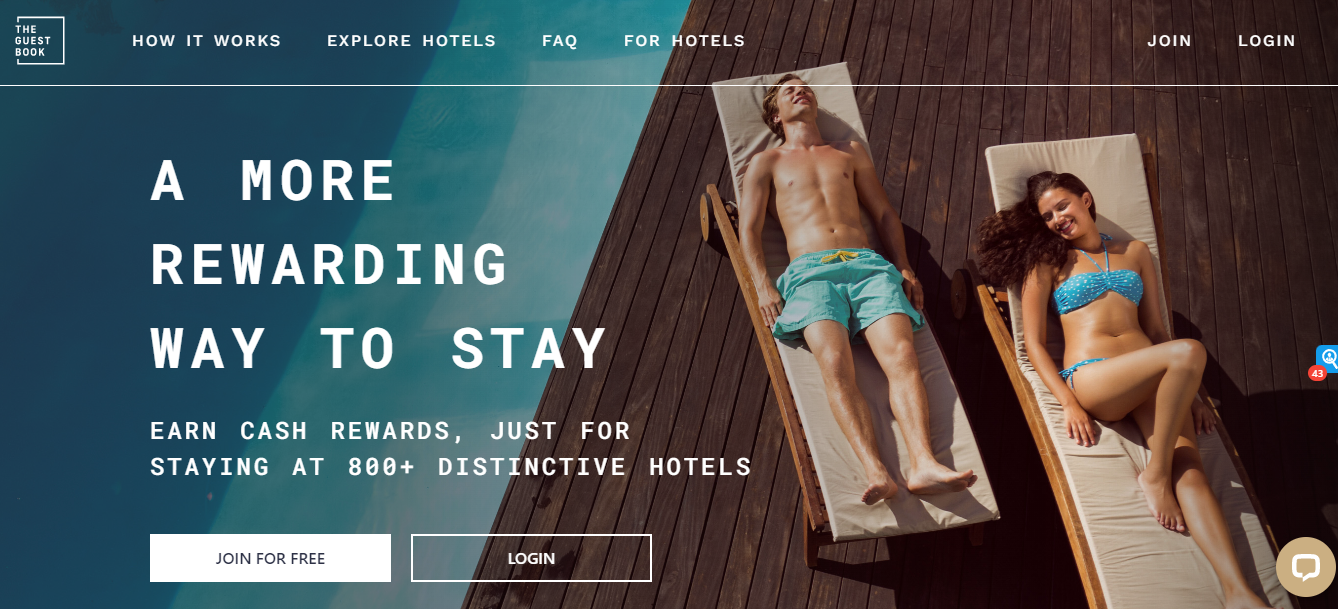 THE
GUEST
BOOK
HOW IT WORKS
EXPLORE HOTELS
FAQ
FOR HOTELS
JOIN
LOGIN
A MORE
REWARDING
WAY TO STAY
EARN CASH REWARDS, JUST FOR
STAYING AT 800+ DISTINCTIVE HOTELS
JOIN FOR FREE
LOGIN
43